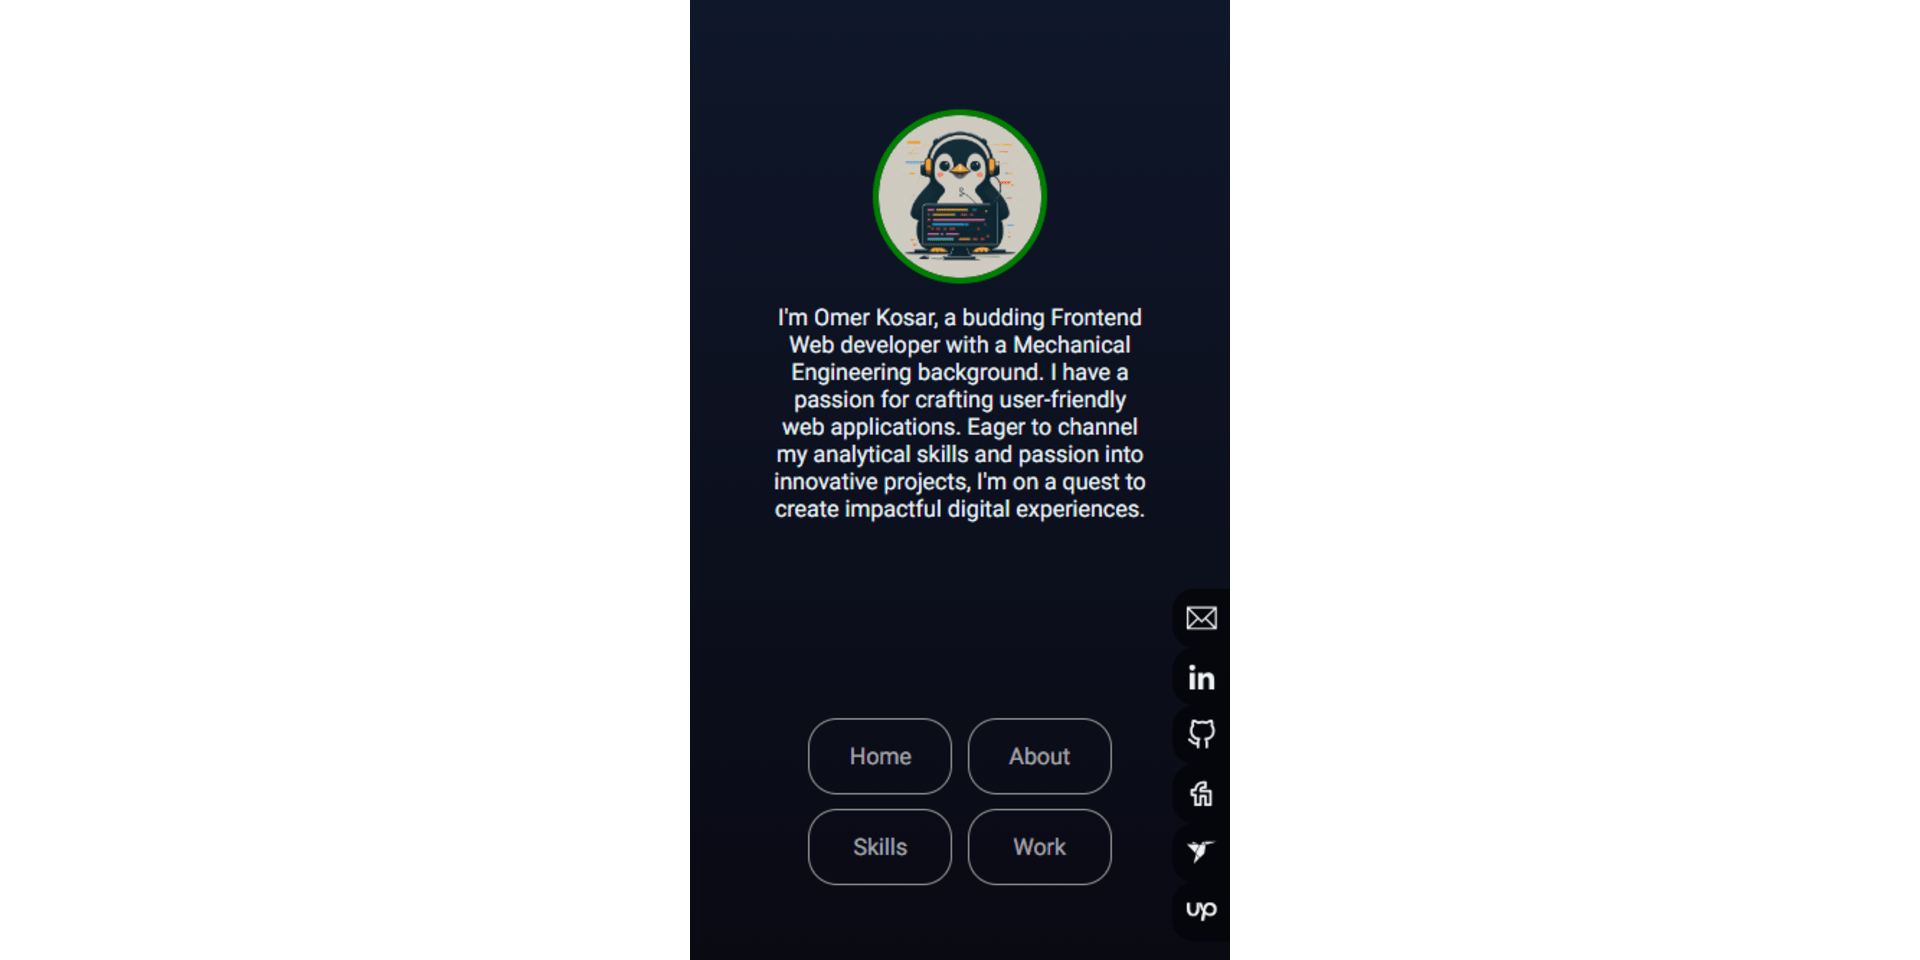 I'm Omer Kosar, a budding Frontend
Web developer with a Mechanical
Engineering background. I have a
passion for crafting user-friendly
web applications. Eager to channel
my analytical skills and passion into
innovative projects, I'm on a quest to
create impactful digital experiences.
in
Home About
Skills Work
up